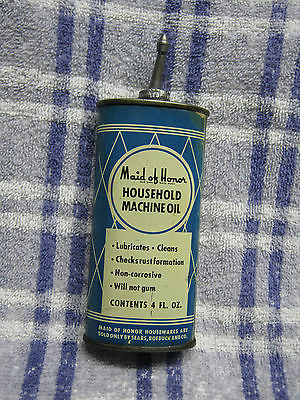 Maid of Honor
HOUSEHOLD
MACHINE OIL
• Lubricates • Cleans
• Checks rust formation
• Non-corrosive
• Will not gum
CONTENTS 4 FL. OZ.
MAID OF HONOR HOUSEWARES ARE
SOLD ONLY BY SEARS, ROEBUCK AND CO.